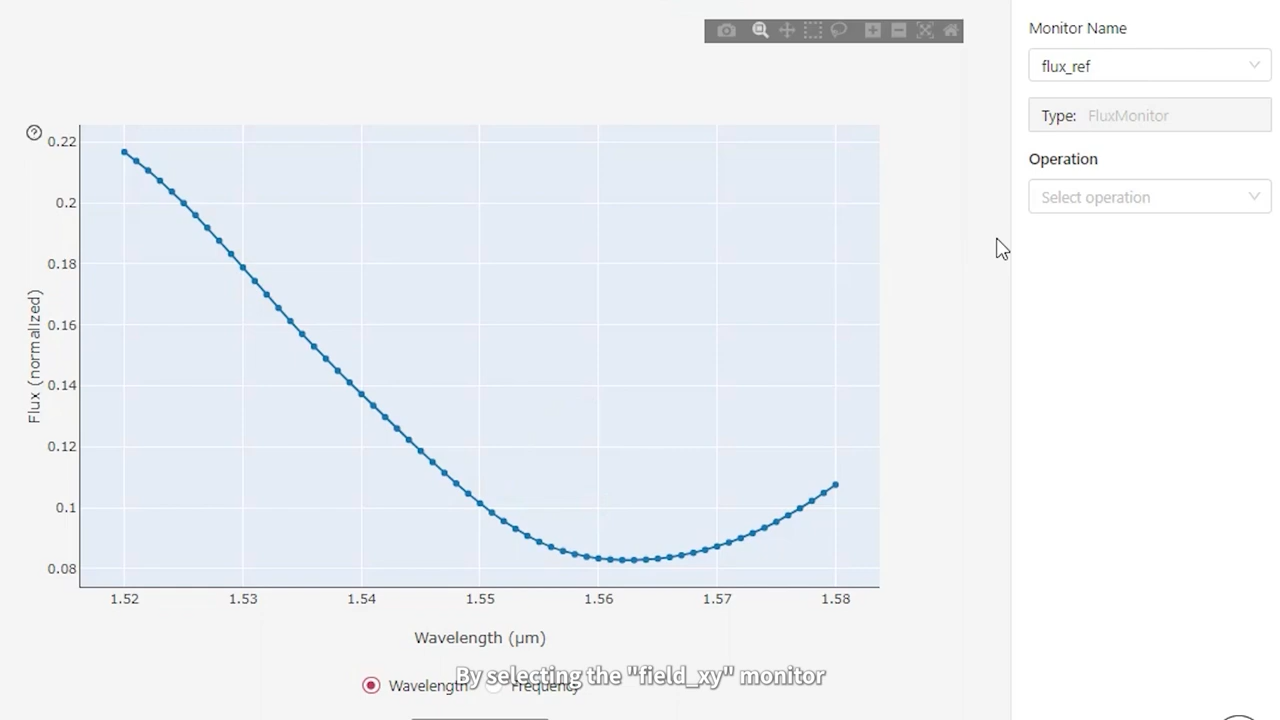 Monitor Name
flux_ref
Type: FluxMonitor
Operation
Select operation
0.22
0.2
0.18
0.16
0.14
0.12
0.1
0.08
Flux (normalized)
1.52 1.53 1.54 1.55 1.56 1.57 1.58
Wavelength (μm)
Wavelength Frequency
By selecting the "field_xy" monitor